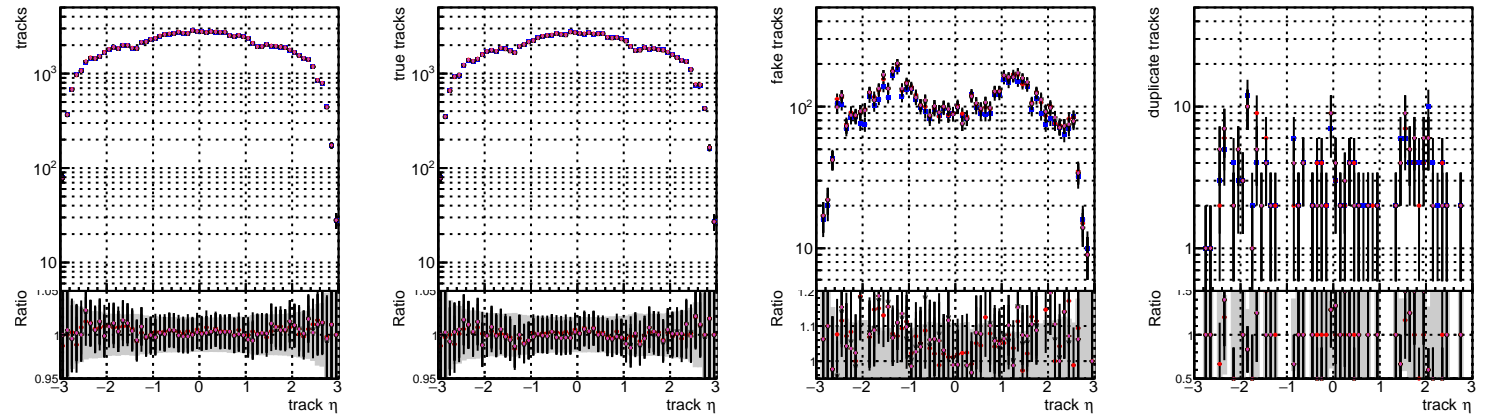 tracks
10³
10²
10
Ratio
1.05
1
0.95
−3 −2 −1 0 1 2 3
track η
true tracks
10³
10²
10
Ratio
1.05
1
0.95
−3 −2 −1 0 1 2 3
track η
fake tracks
10²
10
Ratio
1.2
1.1
1
−3 −2 −1 0 1 2 3
track η
duplicate tracks
10
1
Ratio
1.5
1
0.5
−3 −2 −1 0 1 2 3
track η